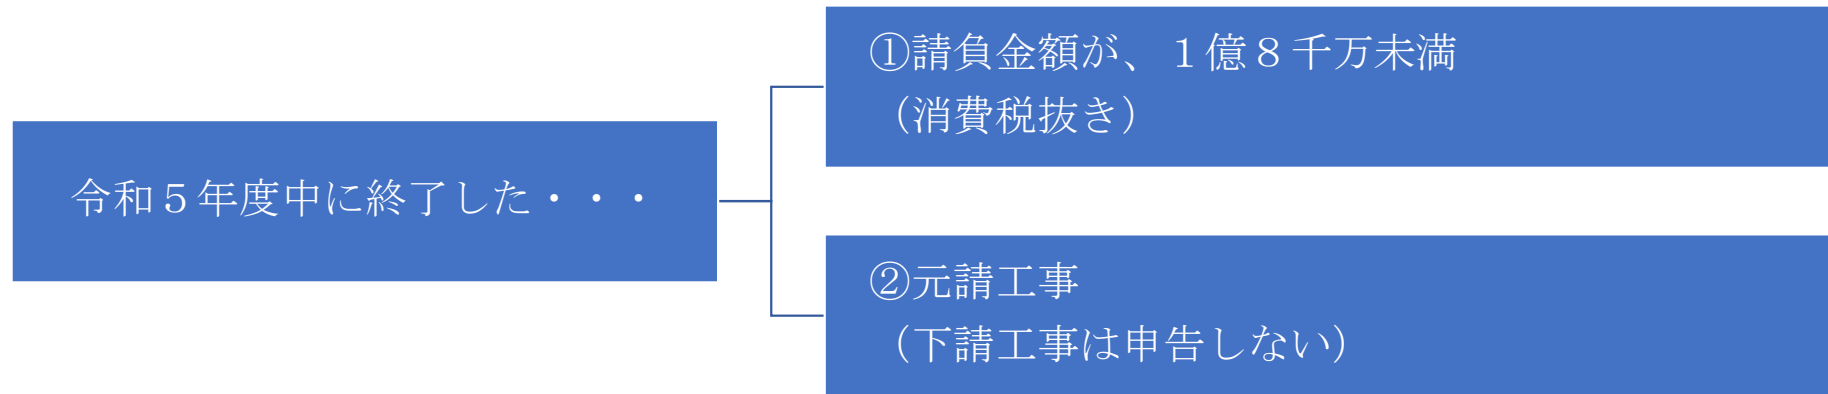 令和５年度中に終了した・・・
①請負金額が、１億８千万未満
（消費税抜き）
②元請工事
（下請工事は申告しない）